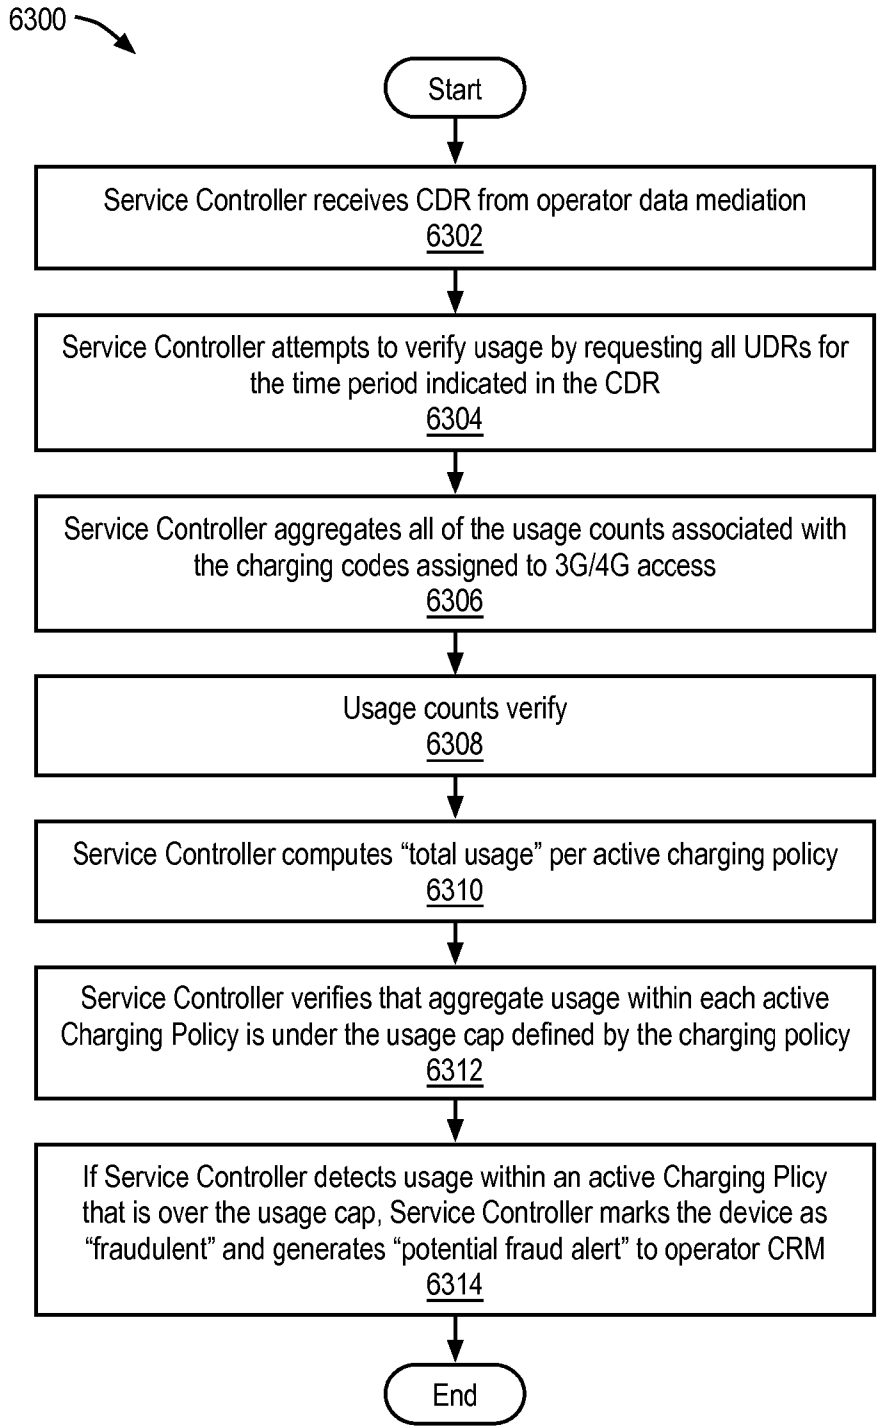 6300
Start
Service Controller receives CDR from operator data mediation
6302
Service Controller attempts to verify usage by requesting all UDRs for
the time period indicated in the CDR
6304
Service Controller aggregates all of the usage counts associated with
the charging codes assigned to 3G/4G access
6306
Usage counts verify
6308
Service Controller computes “total usage” per active charging policy
6310
Service Controller verifies that aggregate usage within each active
Charging Policy is under the usage cap defined by the charging policy
6312
If Service Controller detects usage within an active Charging Plicy
that is over the usage cap, Service Controller marks the device as
“fraudulent” and generates “potential fraud alert” to operator CRM
6314
End